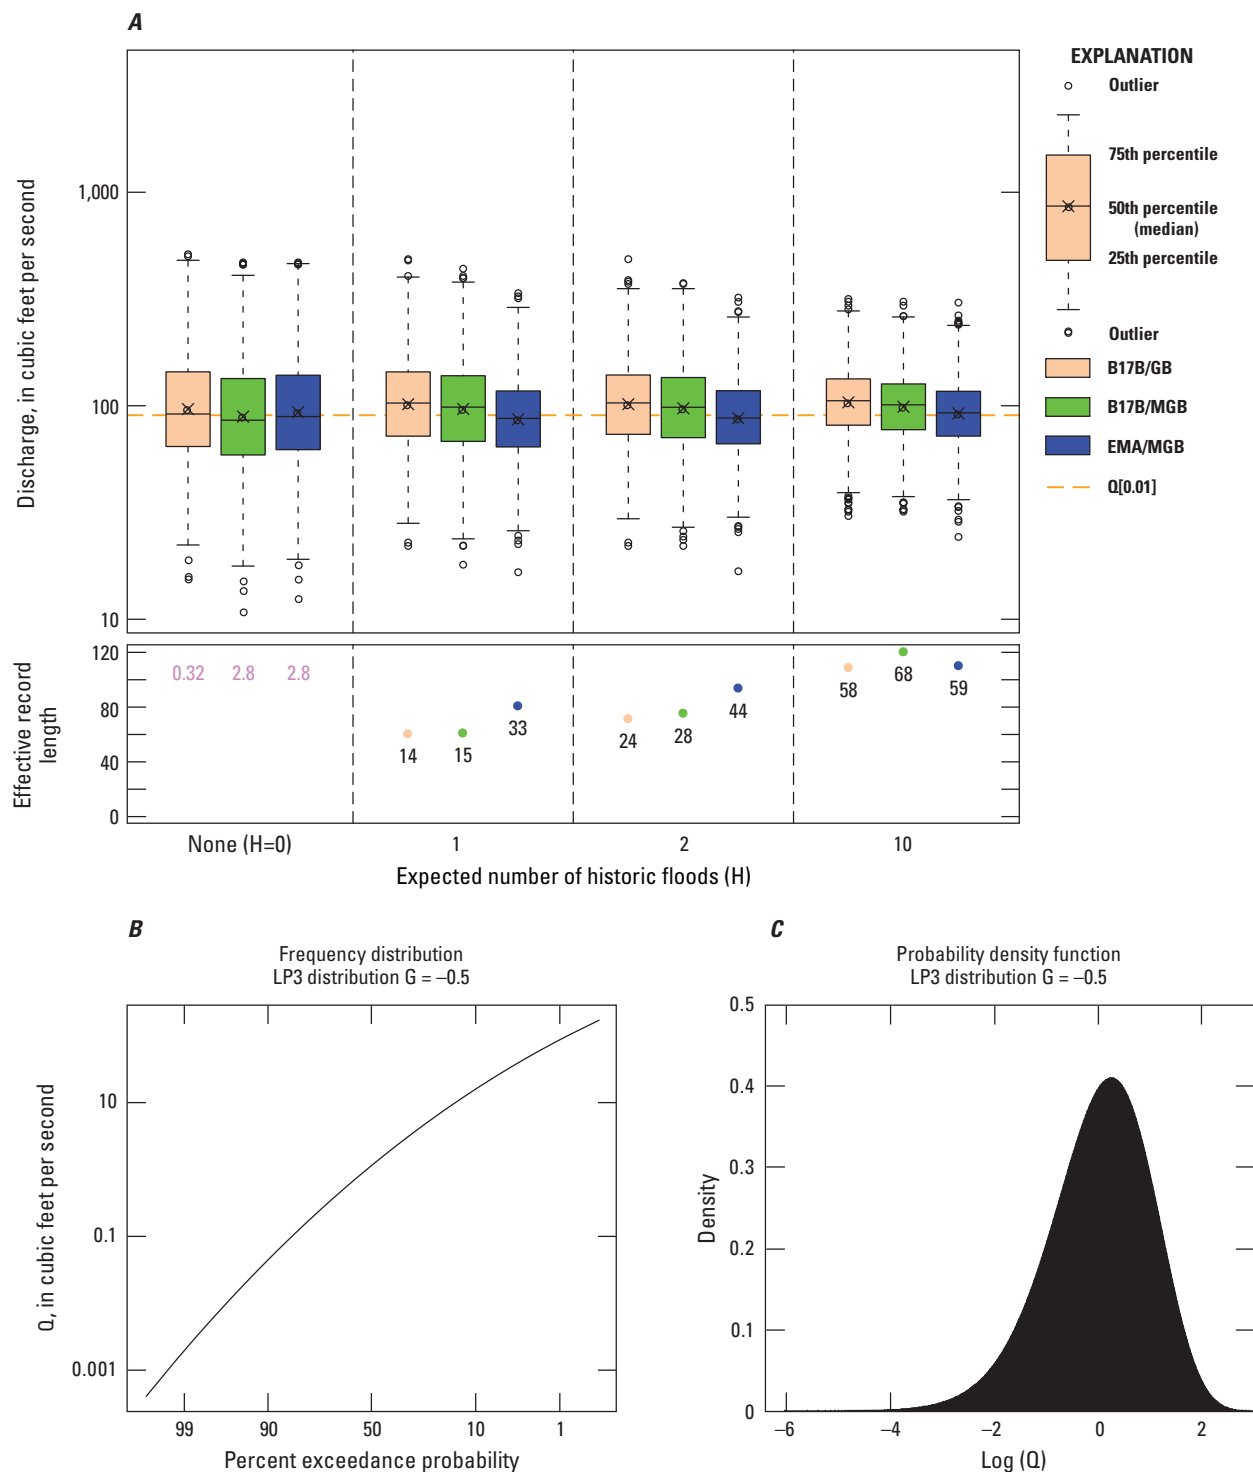 A
EXPLANATION
Outlier
75th percentile
50th percentile
(median)
25th percentile
Outlier
B17B/GB
B17B/MGB
EMA/MGB
Q[0.01]
Discharge, in cubic feet per second
1,000
100
10
Effective record
length
120
80
40
0
0.32 2.8 2.8
14 15 33
24 28 44
58 68 59
None (H=0) 1 2 10
Expected number of historic floods (H)
B
Frequency distribution
LP3 distribution G = –0.5
Q, in cubic feet per second
10
0.1
0.001
99 90 50 10 1
Percent exceedance probability
C
Probability density function
LP3 distribution G = –0.5
Density
0.5
0.4
0.3
0.2
0.1
0
–6 –4 –2 0 2
Log (Q)